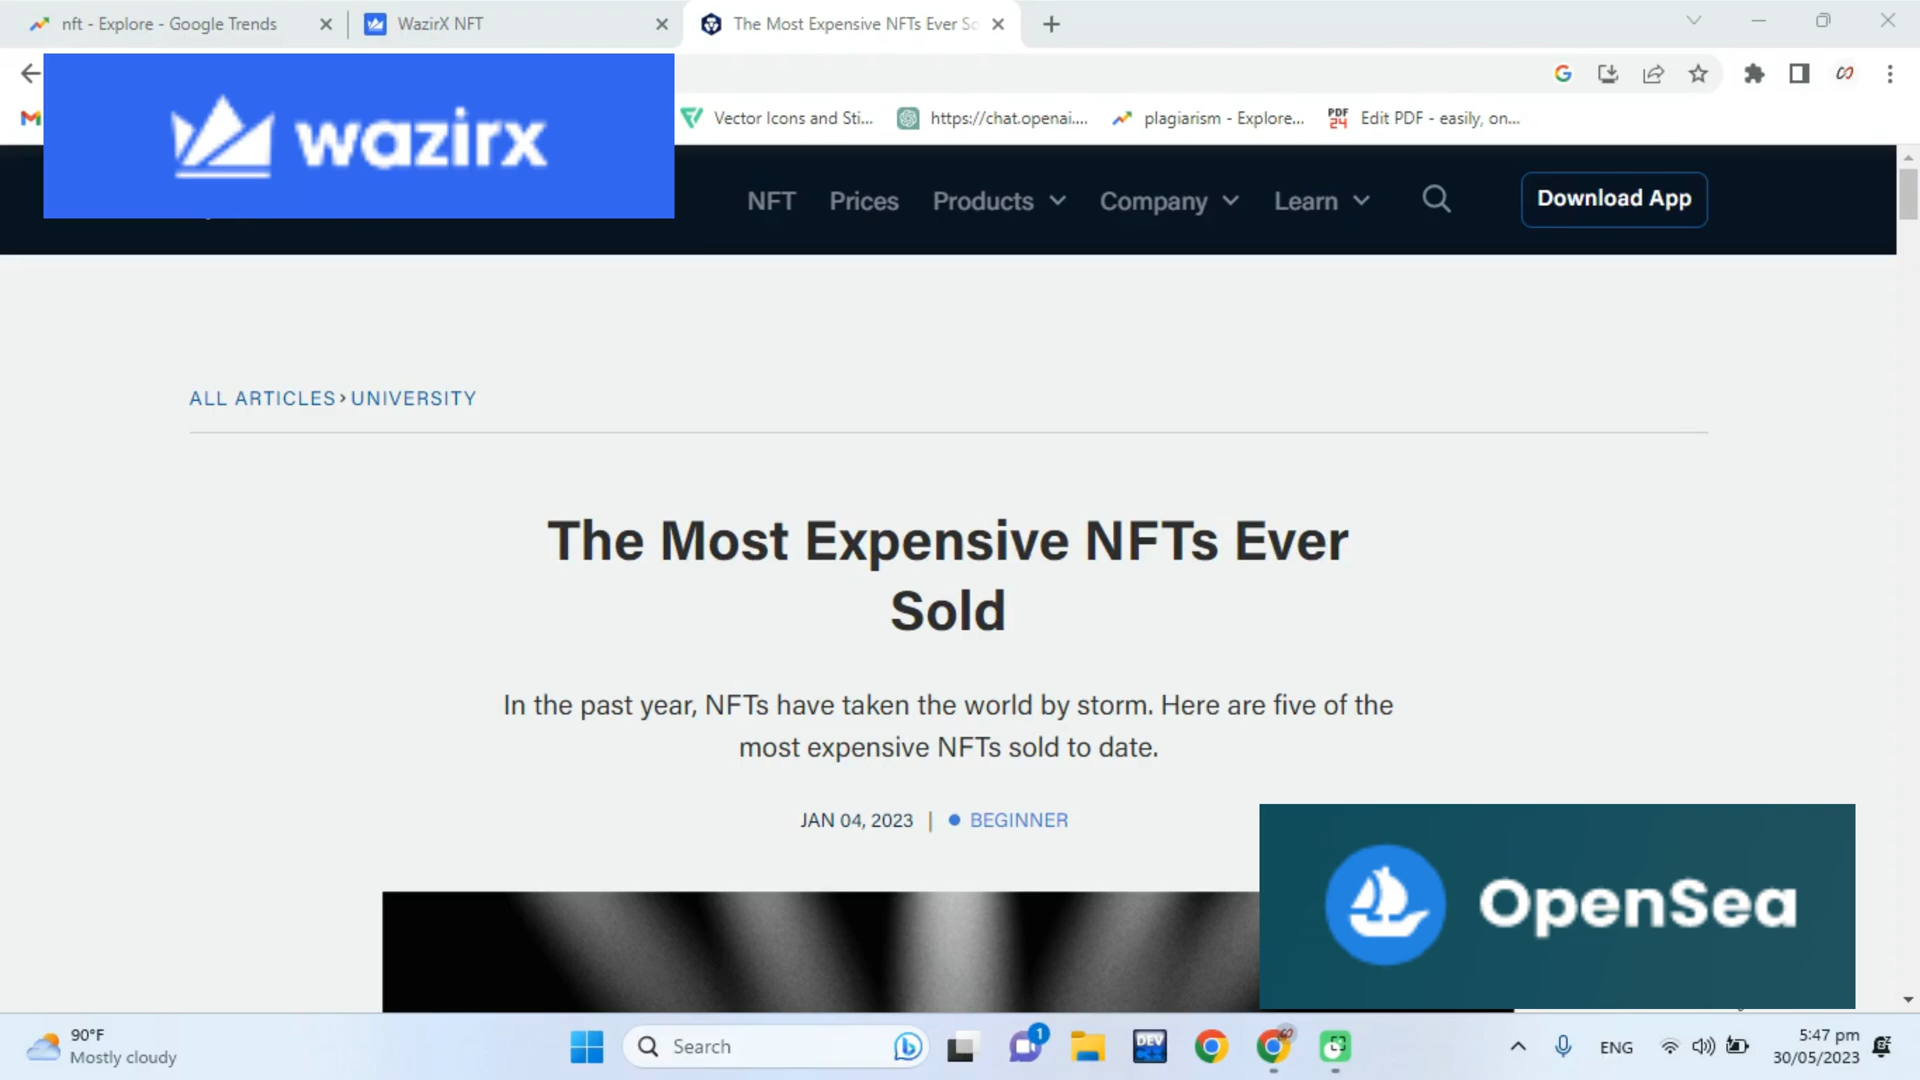 nft - Explore - Google Trends
WazirX NFT
The Most Expensive NFTs Ever So
wazirx
Vector Icons and Sti...
https://chat.openai....
plagiarism - Explore...
PDF
24
Edit PDF - easily, on...
NFT
Prices
Products
Company
Learn
Download App
ALL ARTICLES > UNIVERSITY
The Most Expensive NFTs Ever
Sold
In the past year, NFTs have taken the world by storm. Here are five of the
most expensive NFTs sold to date.
JAN 04, 2023 | • BEGINNER
OpenSea
90°F
Mostly cloudy
Search
1
DEV
C++
ENG
5:47 pm
30/05/2023